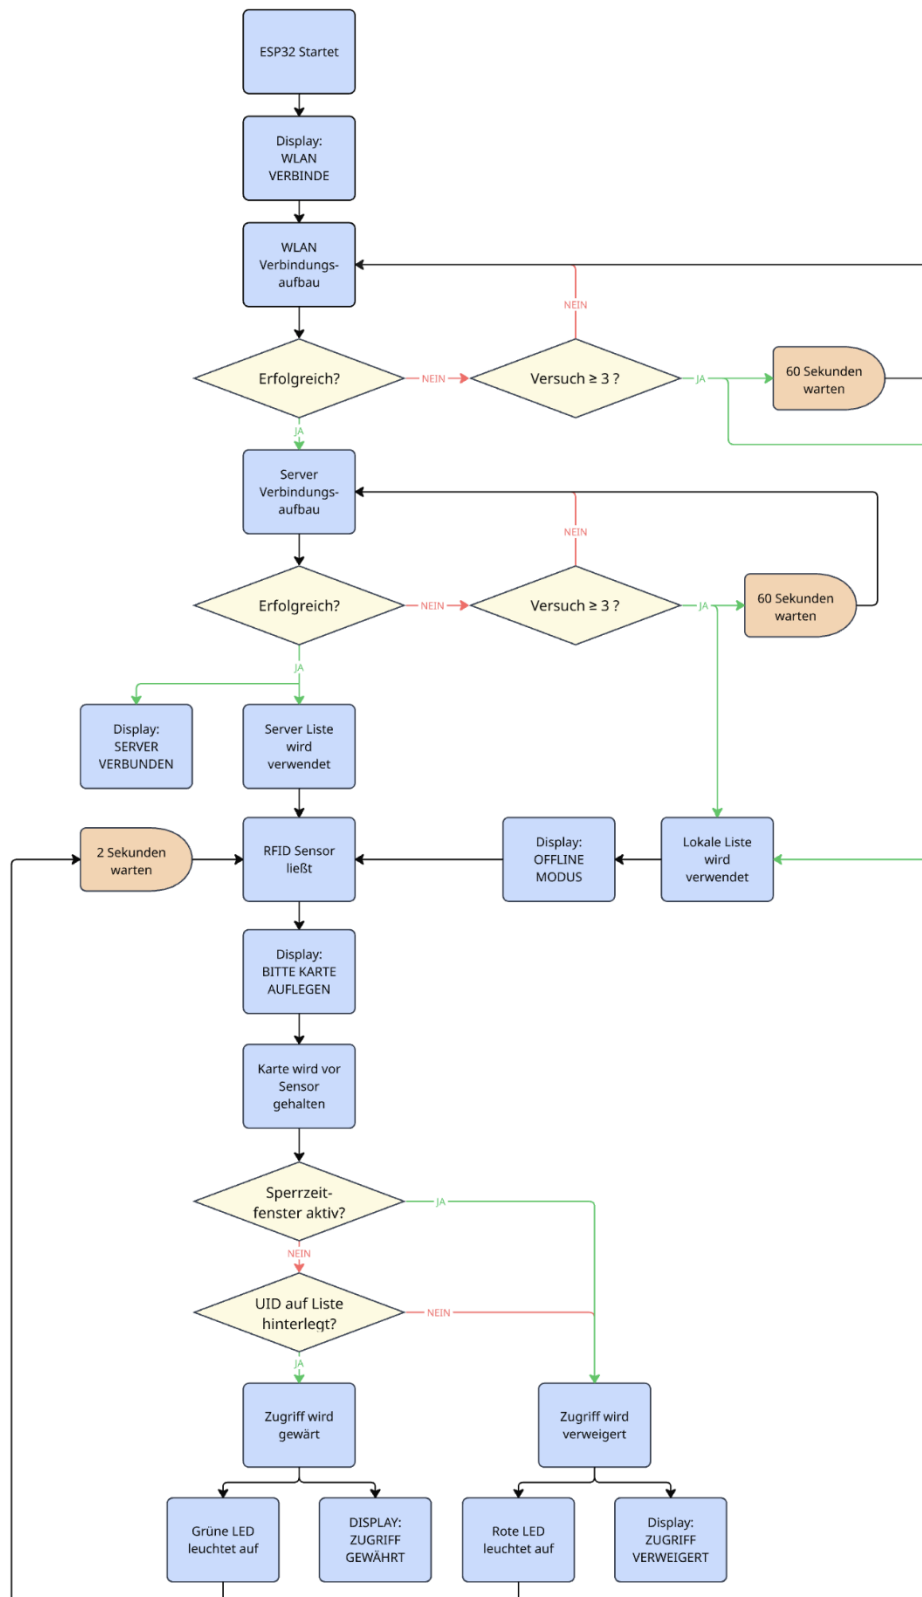 ESP32 Startet
Display:
WLAN
VERBINDE
WLAN
Verbindungs-
aufbau
NEIN
Erfolgreich?
NEIN
Versuch ≥ 3 ?
JA
60 Sekunden
warten
JA
Server
Verbindungs-
aufbau
NEIN
Erfolgreich?
NEIN
Versuch ≥ 3 ?
JA
60 Sekunden
warten
JA
Display:
SERVER
VERBUNDEN
Server Liste
wird
verwendet
2 Sekunden
warten
RFID Sensor
ließt
Display:
OFFLINE
MODUS
Lokale Liste
wird
verwendet
Display:
BITTE KARTE
AUFLEGEN
Karte wird vor
Sensor
gehalten
Sperrzeit-
fenster aktiv?
JA
NEIN
UID auf Liste
hinterlegt?
NEIN
JA
Zugriff wird
gewärt
Zugriff wird
verweigert
Grüne LED
leuchtet auf
DISPLAY:
ZUGRIFF
GEWÄHRT
Rote LED
leuchtet auf
Display:
ZUGRIFF
VERWEIGERT